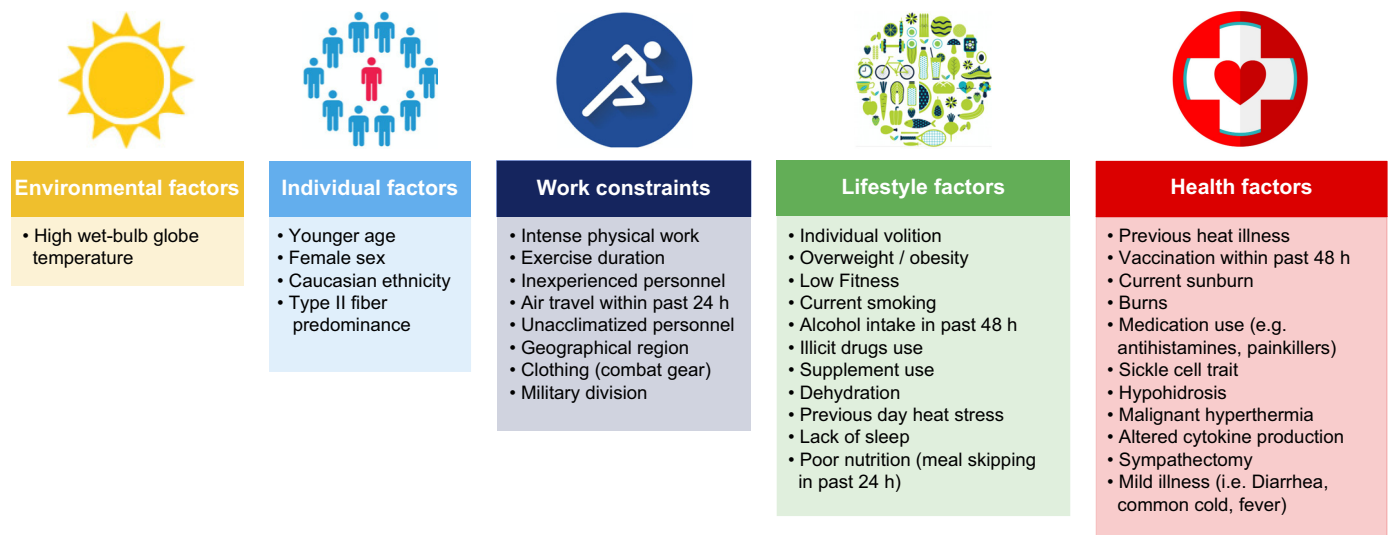 Environmental factors
• High wet-bulb globe
temperature
Individual factors
• Younger age
• Female sex
• Caucasian ethnicity
• Type II fiber
predominance
Work constraints
• Intense physical work
• Exercise duration
• Inexperienced personnel
• Air travel within past 24 h
• Unacclimatized personnel
• Geographical region
• Clothing (combat gear)
• Military division
Lifestyle factors
• Individual volition
• Overweight / obesity
• Low Fitness
• Current smoking
• Alcohol intake in past 48 h
• Illicit drugs use
• Supplement use
• Dehydration
• Previous day heat stress
• Lack of sleep
• Poor nutrition (meal skipping
in past 24 h)
Health factors
• Previous heat illness
• Vaccination within past 48 h
• Current sunburn
• Burns
• Medication use (e.g.
antihistamines, painkillers)
• Sickle cell trait
• Hypohidrosis
• Malignant hyperthermia
• Altered cytokine production
• Sympathectomy
• Mild illness (i.e. Diarrhea,
common cold, fever)